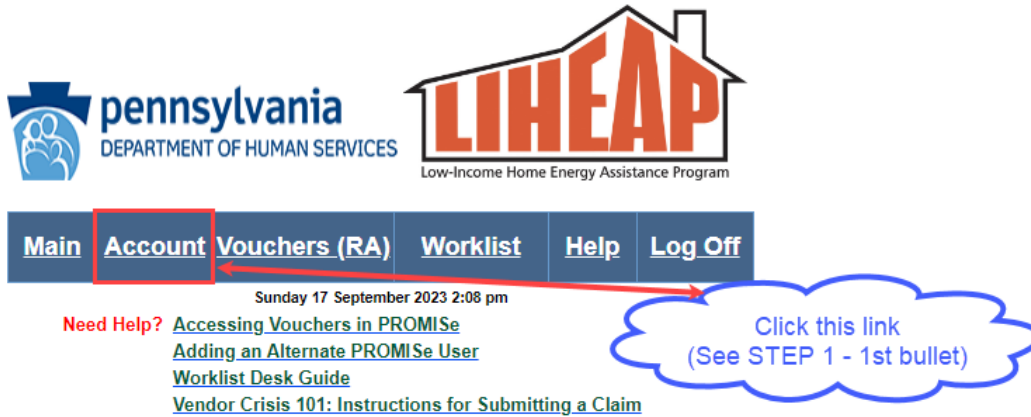 pennsylvania
DEPARTMENT OF HUMAN SERVICES
LIHEAP
Low-Income Home Energy Assistance Program
Main Account Vouchers (RA) Worklist Help Log Off
Sunday 17 September 2023 2:08 pm
Need Help? Accessing Vouchers in PROMISe
Adding an Alternate PROMISe User
Worklist Desk Guide
Vendor Crisis 101: Instructions for Submitting a Claim
Click this link
(See STEP 1 - 1st bullet)